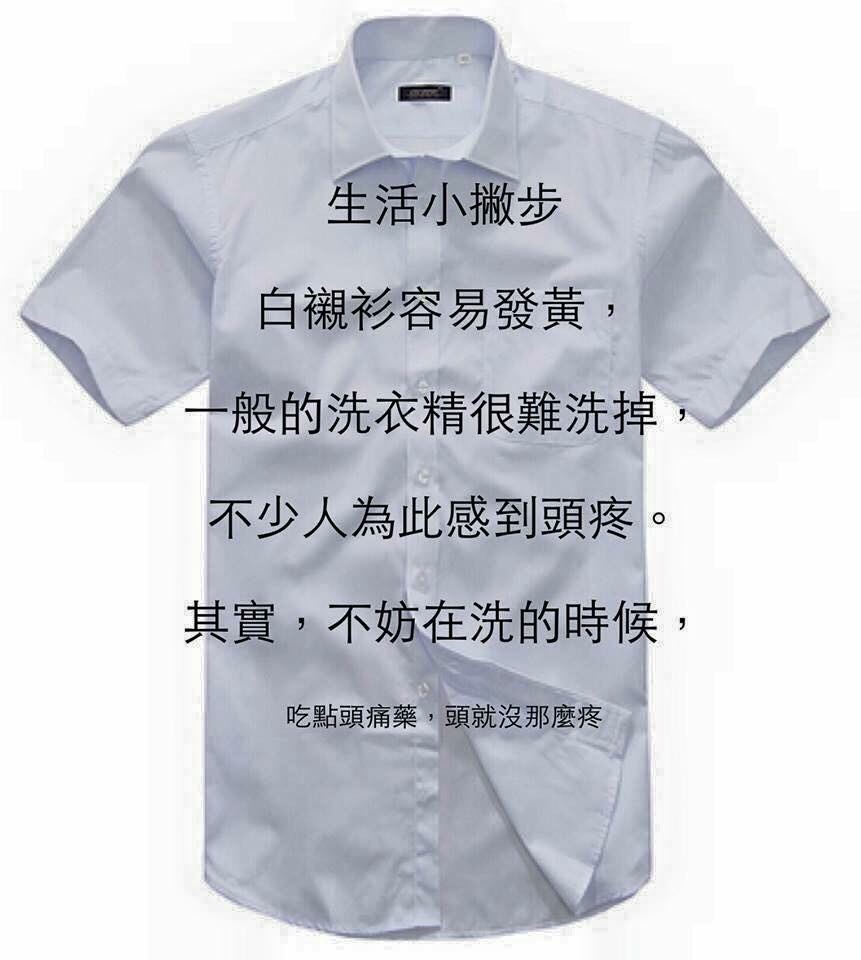 生活小撇步
白襯衫容易發黃，
一般的洗衣精很難洗掉，
不少人為此感到頭疼。
其實，不妨在洗的時候，
吃點頭痛藥，頭就沒那麼疼